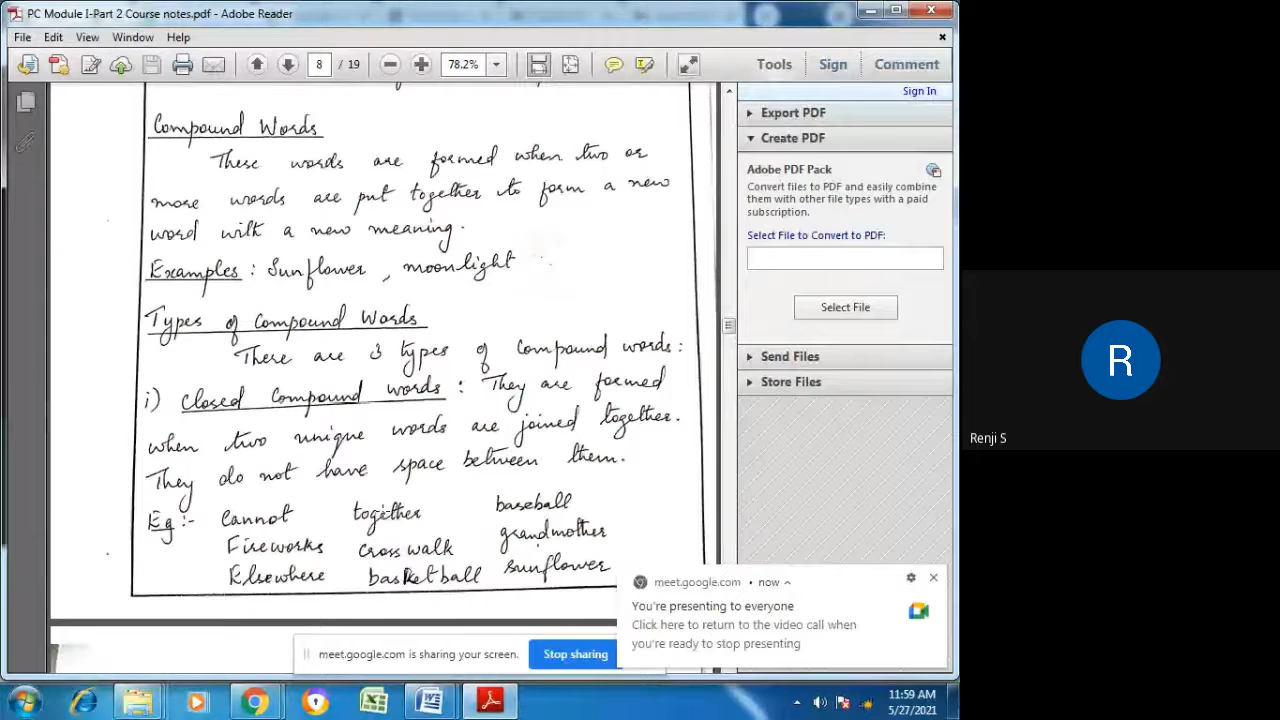 PC Module I-Part 2 Course notes.pdf - Adobe Reader
File Edit View Window Help
8 / 19 78.2% Tools Sign Comment
Sign In
Export PDF
Create PDF
Adobe PDF Pack
Convert files to PDF and easily combine
them with other file types with a paid
subscription.
Select File to Convert to PDF:
Select File
Send Files
Store Files
Compound Words
These words are formed when two or
more words are put together to form a new
word with a new meaning.
Examples : Sunflower , moonlight
Types of Compound Words
There are 3 types of compound words:
i) Closed Compound words : They are formed
when two unique words are joined together.
They do not have space between them.
Eg :- Cannot together baseball
Fireworks crosswalk grandmother
Elsewhere basketball sunflower
meet.google.com • now
You're presenting to everyone
Click here to return to the video call when
you're ready to stop presenting
meet.google.com is sharing your screen. Stop sharing
11:59 AM
5/27/2021
R
Renji S